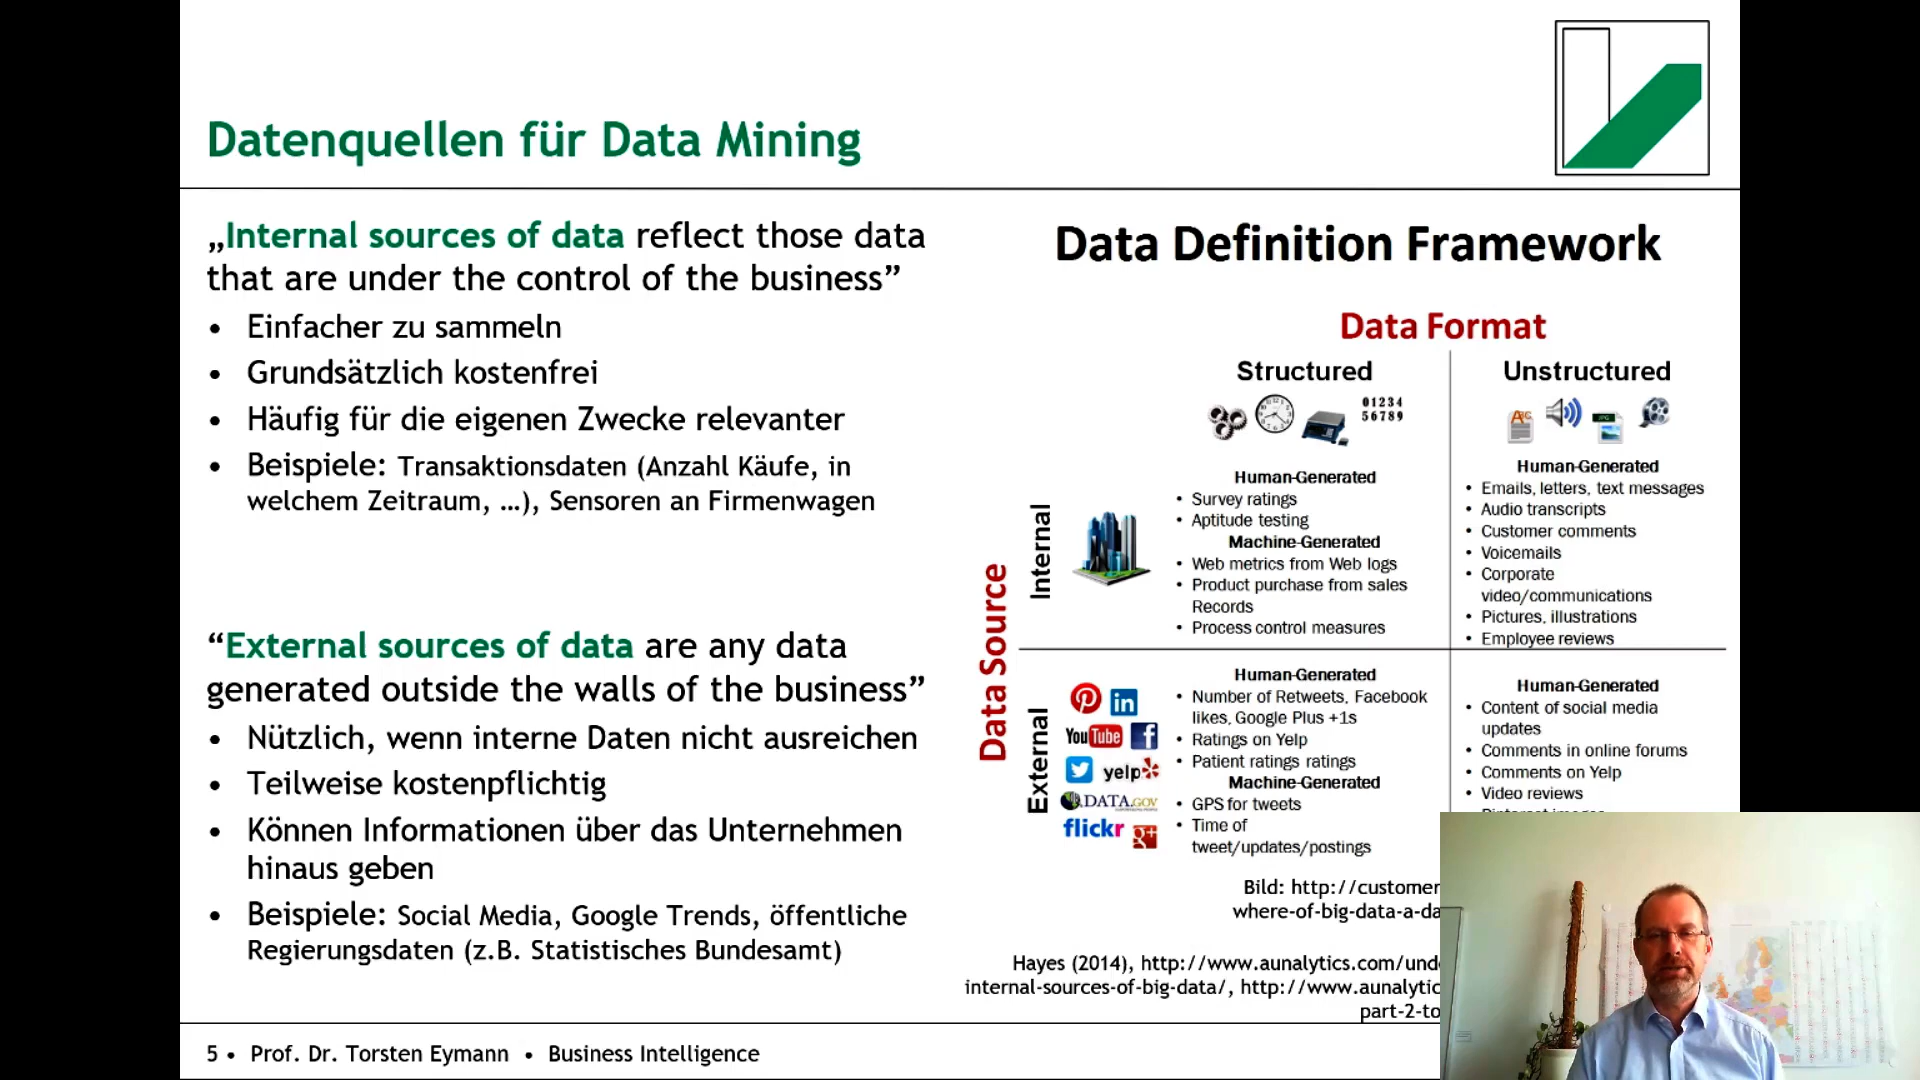 Datenquellen für Data Mining
„Internal sources of data reflect those data
that are under the control of the business”
• Einfacher zu sammeln
• Grundsätzlich kostenfrei
• Häufig für die eigenen Zwecke relevanter
• Beispiele: Transaktionsdaten (Anzahl Käufe, in
welchem Zeitraum, …), Sensoren an Firmenwagen
“External sources of data are any data
generated outside the walls of the business”
• Nützlich, wenn interne Daten nicht ausreichen
• Teilweise kostenpflichtig
• Können Informationen über das Unternehmen
hinaus geben
• Beispiele: Social Media, Google Trends, öffentliche
Regierungsdaten (z.B. Statistisches Bundesamt)
Data Definition Framework
Data Format
Structured
01234
56789
Unstructured
Data Source
Internal
Human-Generated
• Survey ratings
• Aptitude testing
Machine-Generated
• Web metrics from Web logs
• Product purchase from sales
Records
• Process control measures
Human-Generated
• Emails, letters, text messages
• Audio transcripts
• Customer comments
• Voicemails
• Corporate
video/communications
• Pictures, illustrations
• Employee reviews
External
in
YouTube f
yelp
DATA.GOV
flickr g+
Human-Generated
• Number of Retweets, Facebook
likes, Google Plus +1s
• Ratings on Yelp
• Patient ratings ratings
Machine-Generated
• GPS for tweets
• Time of
tweet/updates/postings
Human-Generated
• Content of social media
updates
• Comments in online forums
• Comments on Yelp
• Video reviews
Bild: http://customer
where-of-big-data-a-da
Hayes (2014), http://www.aunalytics.com/und
internal-sources-of-big-data/, http://www.aunalytic
part-2-to
5 • Prof. Dr. Torsten Eymann • Business Intelligence